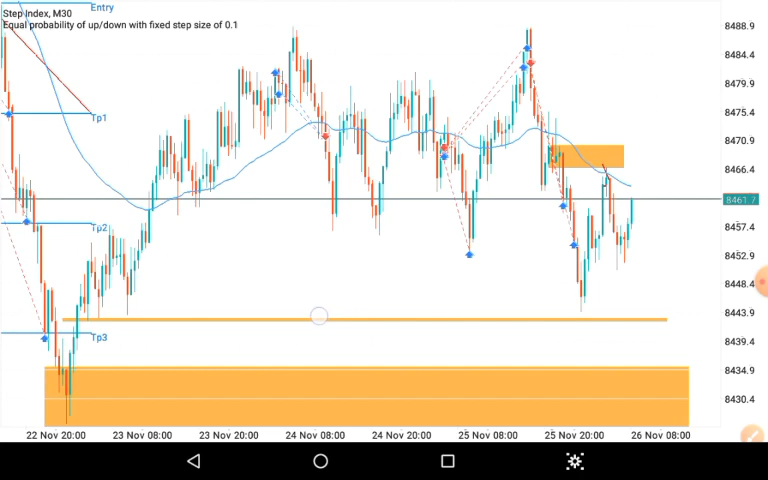 Entry
Step Index, M30
Equal probability of up/down with fixed step size of 0.1
Tp1
Tp2
Tp3
8488.9
8484.4
8479.9
8475.4
8470.9
8466.4
8461.7
8457.4
8452.9
8448.4
8443.9
8439.4
8434.9
8430.4
22 Nov 20:00 23 Nov 08:00 23 Nov 20:00 24 Nov 08:00 24 Nov 20:00 25 Nov 08:00 25 Nov 20:00 26 Nov 08:00